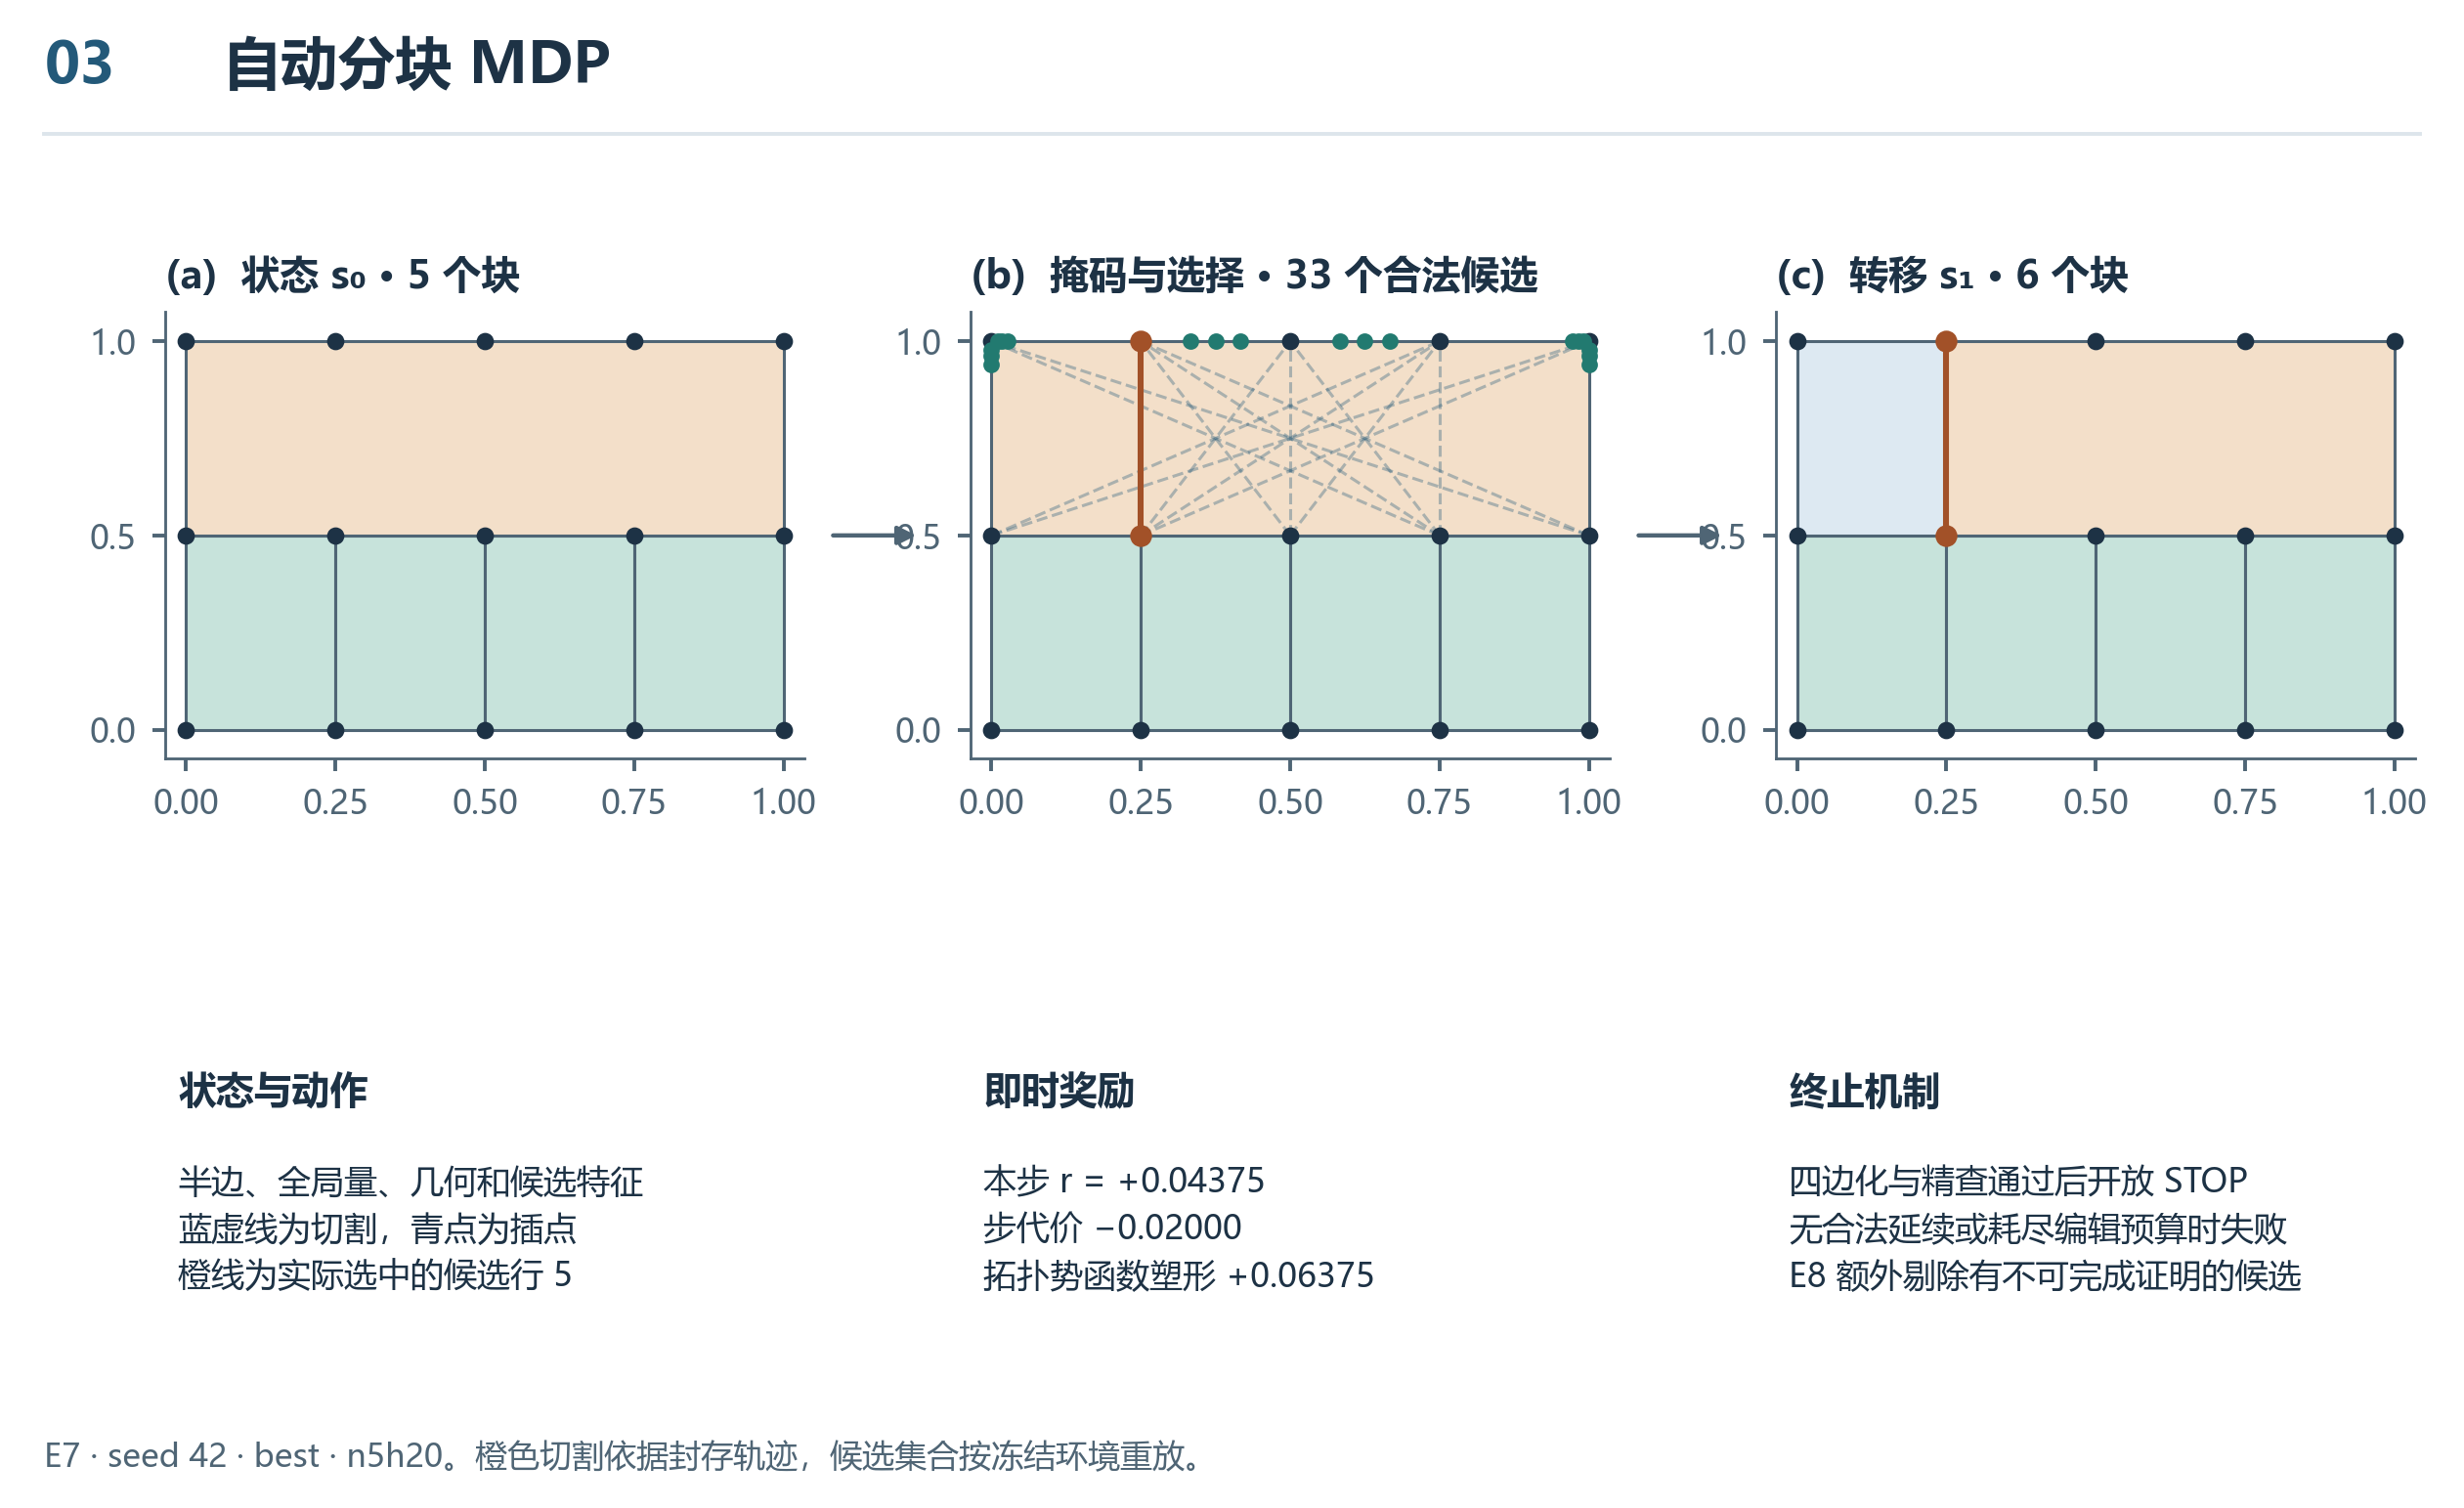 03 自动分块 MDP
(a) 状态 s₀ • 5 个块
(b) 掩码与选择 • 33 个合法候选
(c) 转移 s₁ • 6 个块
1.0
0.5
0.0
0.00 0.25 0.50 0.75 1.00
1.0
0.5
0.0
0.00 0.25 0.50 0.75 1.00
1.0
0.5
0.0
0.00 0.25 0.50 0.75 1.00
状态与动作
半边、全局量、几何和候选特征
蓝虚线为切割，青点为插点
橙线为实际选中的候选行 5
即时奖励
本步 r = +0.04375
步代价 −0.02000
拓扑势函数塑形 +0.06375
终止机制
四边化与精查通过后开放 STOP
无合法延续或耗尽编辑预算时失败
E8 额外剔除有不可完成证明的候选
E7 · seed 42 · best · n5h20。橙色切割依据封存轨迹，候选集合按冻结环境重放。